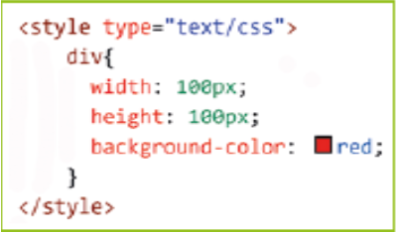 <style type="text/css">
div{
width: 100px;
height: 100px;
background-color: red;
}
</style>